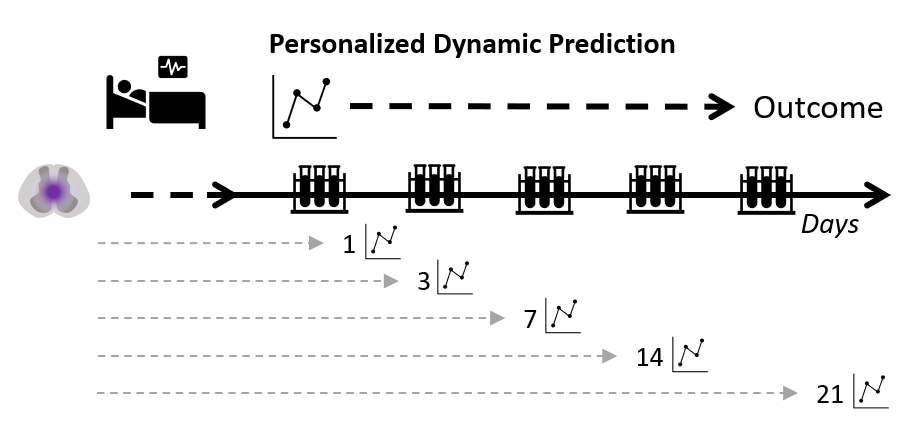 Personalized Dynamic Prediction
Outcome
Days
1
3
7
14
21